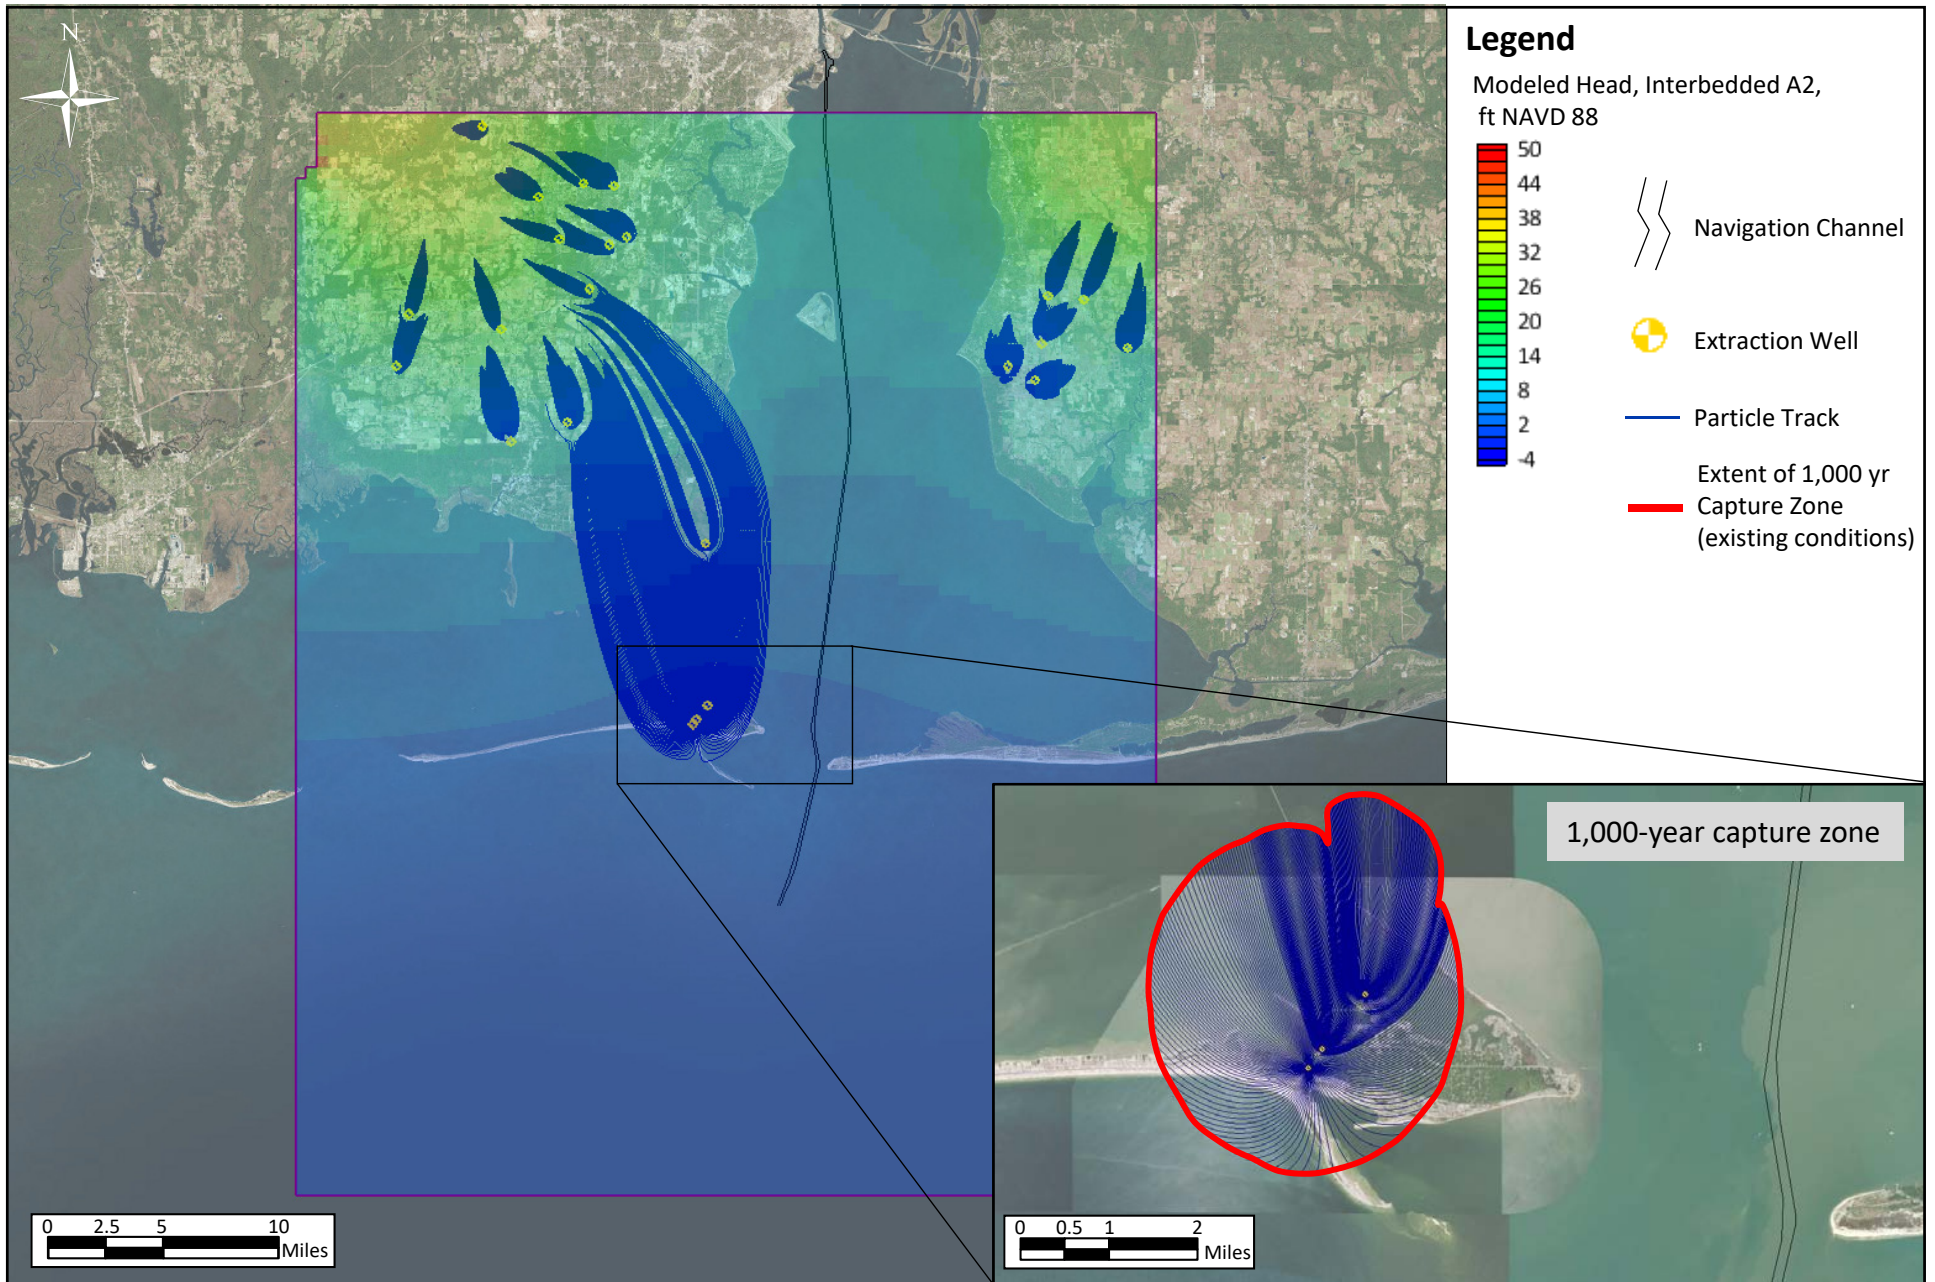 N
Legend
Modeled Head, Interbedded A2,
ft NAVD 88
50
44
38
32
26
20
14
8
2
-4
Navigation Channel
Extraction Well
Particle Track
Extent of 1,000 yr
Capture Zone
(existing conditions)
1,000-year capture zone
0 2.5 5 10
Miles
0 0.5 1 2
Miles